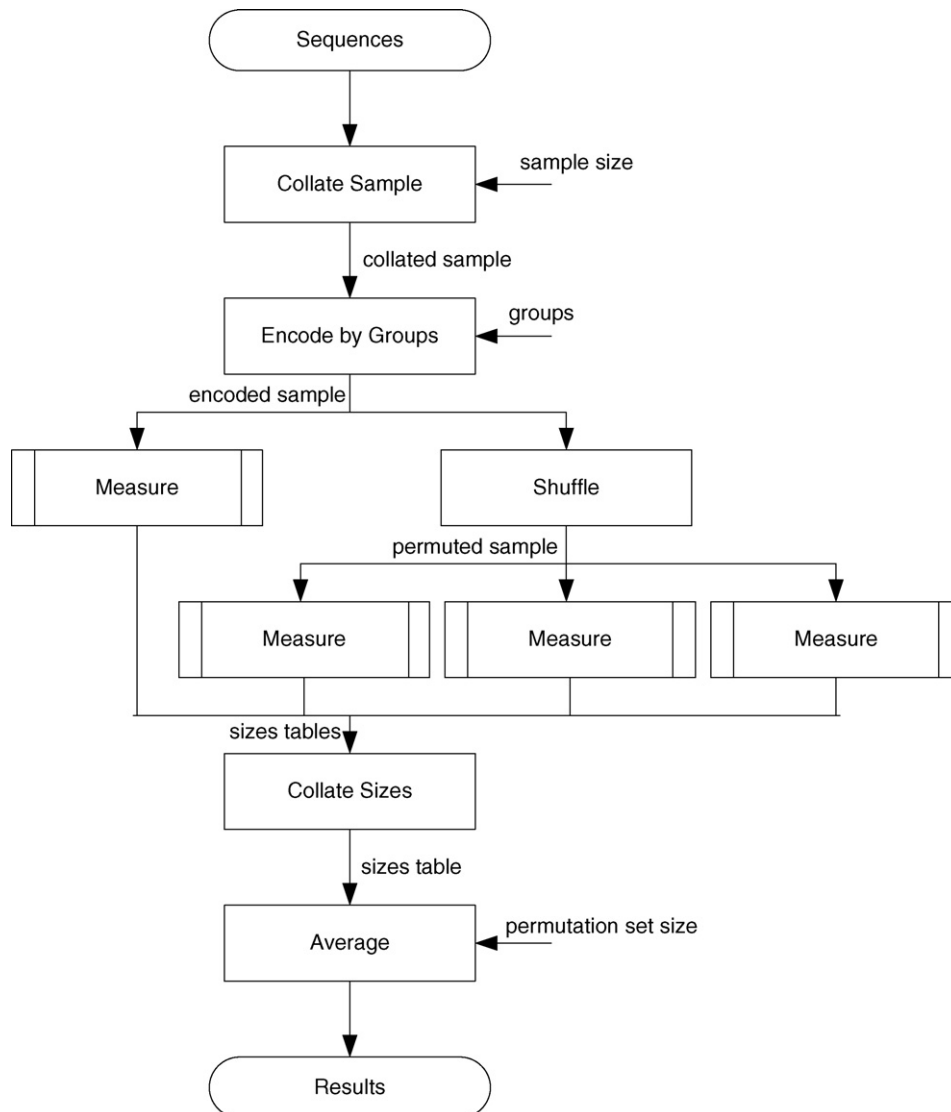 Sequences
Collate Sample
sample size
collated sample
Encode by Groups
groups
encoded sample
Measure
Shuffle
permuted sample
Measure
Measure
Measure
sizes tables
Collate Sizes
sizes table
Average
permutation set size
Results